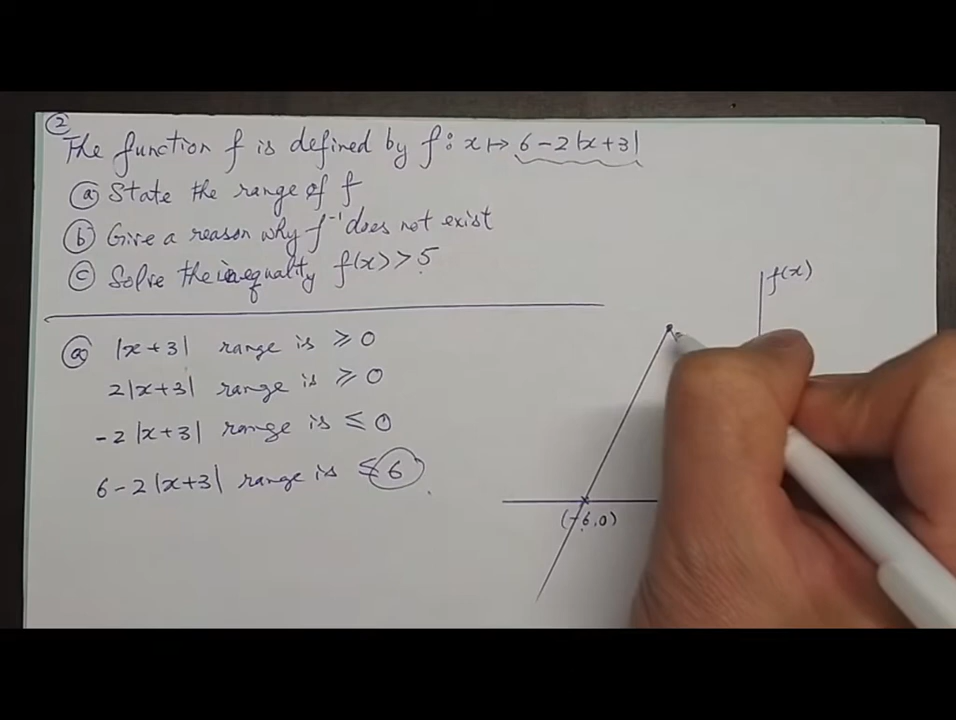 ②
The function f is defined by f: x ↦ 6-2|x+3|
(a) State the range of f
(b) Give a reason why f⁻¹ does not exist
(c) Solve the inequality f(x) > 5
(a) |x+3| range is ≥ 0
2|x+3| range is ≥ 0
-2|x+3| range is ≤ 0
6-2|x+3| range is ≤ 6
f(x)
(-6,0)